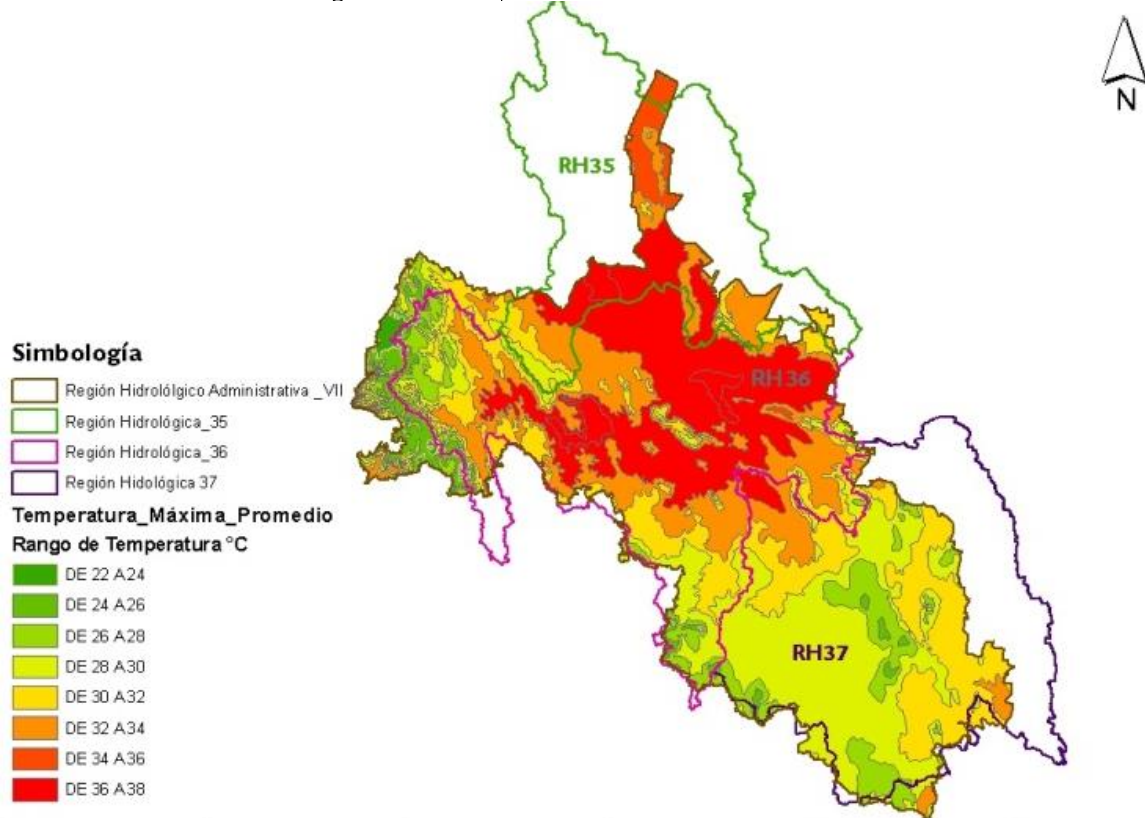 N
RH35
RH36
RH37
Simbología
Región Hidrolólgico Administrativa _VII
Región Hidrológica_35
Región Hidrológica_36
Región Hidológica 37
Temperatura_Máxima_Promedio
Rango de Temperatura °C
DE 22 A24
DE 24 A26
DE 26 A28
DE 28 A30
DE 30 A32
DE 32 A34
DE 34 A36
DE 36 A38